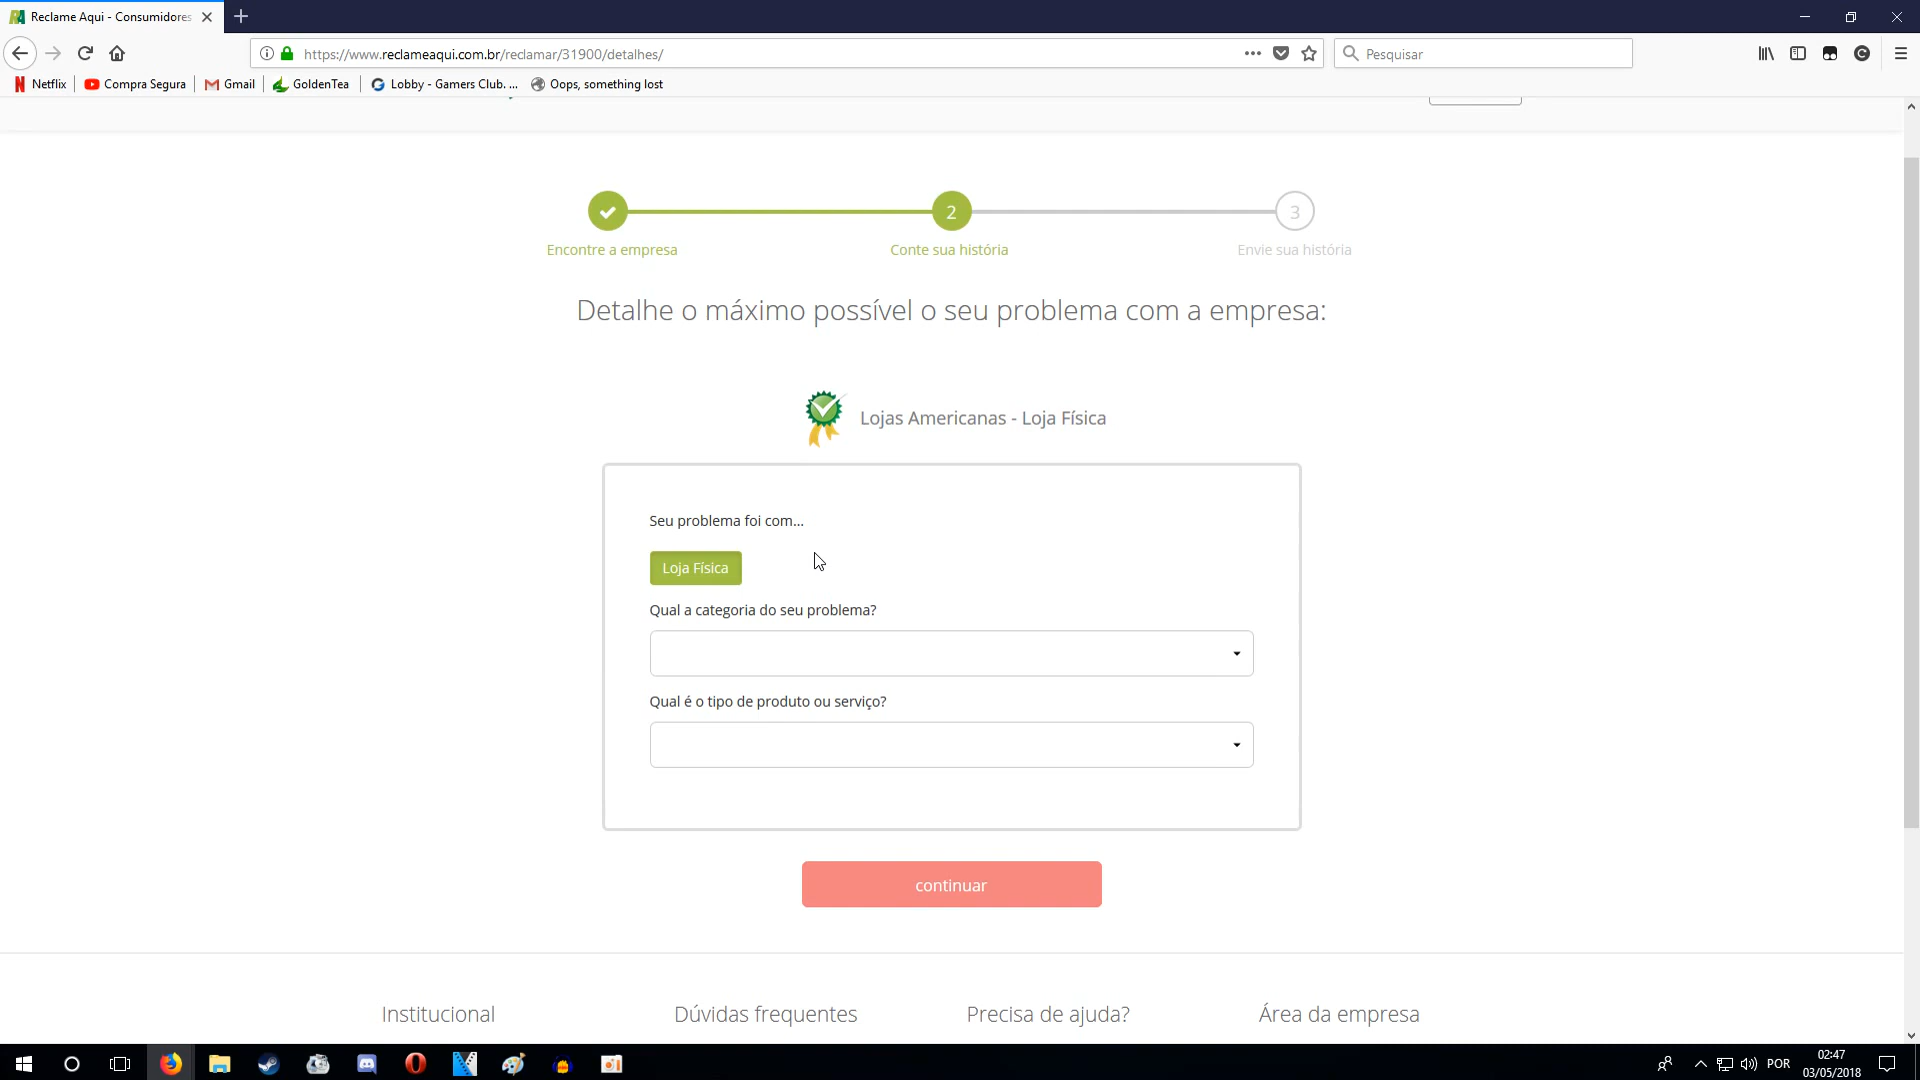 Reclame Aqui - Consumidores
https://www.reclameaqui.com.br/reclamar/31900/detalhes/
Pesquisar
Netflix
Compra Segura
Gmail
GoldenTea
Lobby - Gamers Club. ...
Oops, something lost
2
3
Encontre a empresa
Conte sua história
Envie sua história
Detalhe o máximo possível o seu problema com a empresa:
Lojas Americanas - Loja Física
Seu problema foi com...
Loja Física
Qual a categoria do seu problema?
Qual é o tipo de produto ou serviço?
continuar
Institucional
Dúvidas frequentes
Precisa de ajuda?
Área da empresa
POR
02:47
03/05/2018